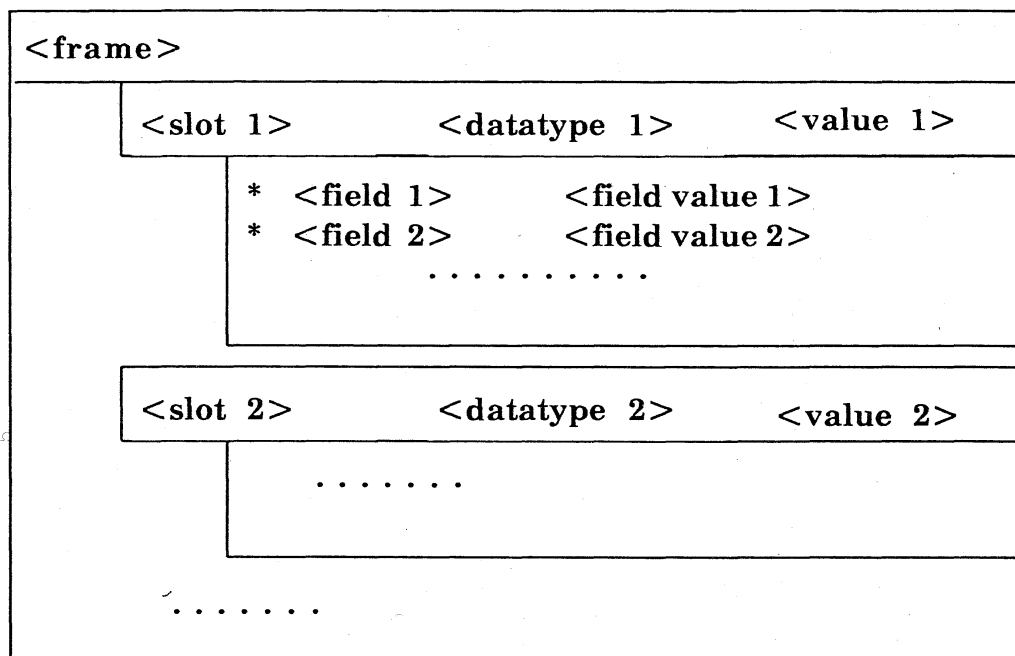 <frame>
<slot 1> <datatype 1> <value 1>
* <field 1> <field value 1>
* <field 2> <field value 2>
. . . . . . . . . .
<slot 2> <datatype 2> <value 2>
. . . . . . .
. . . . . . .